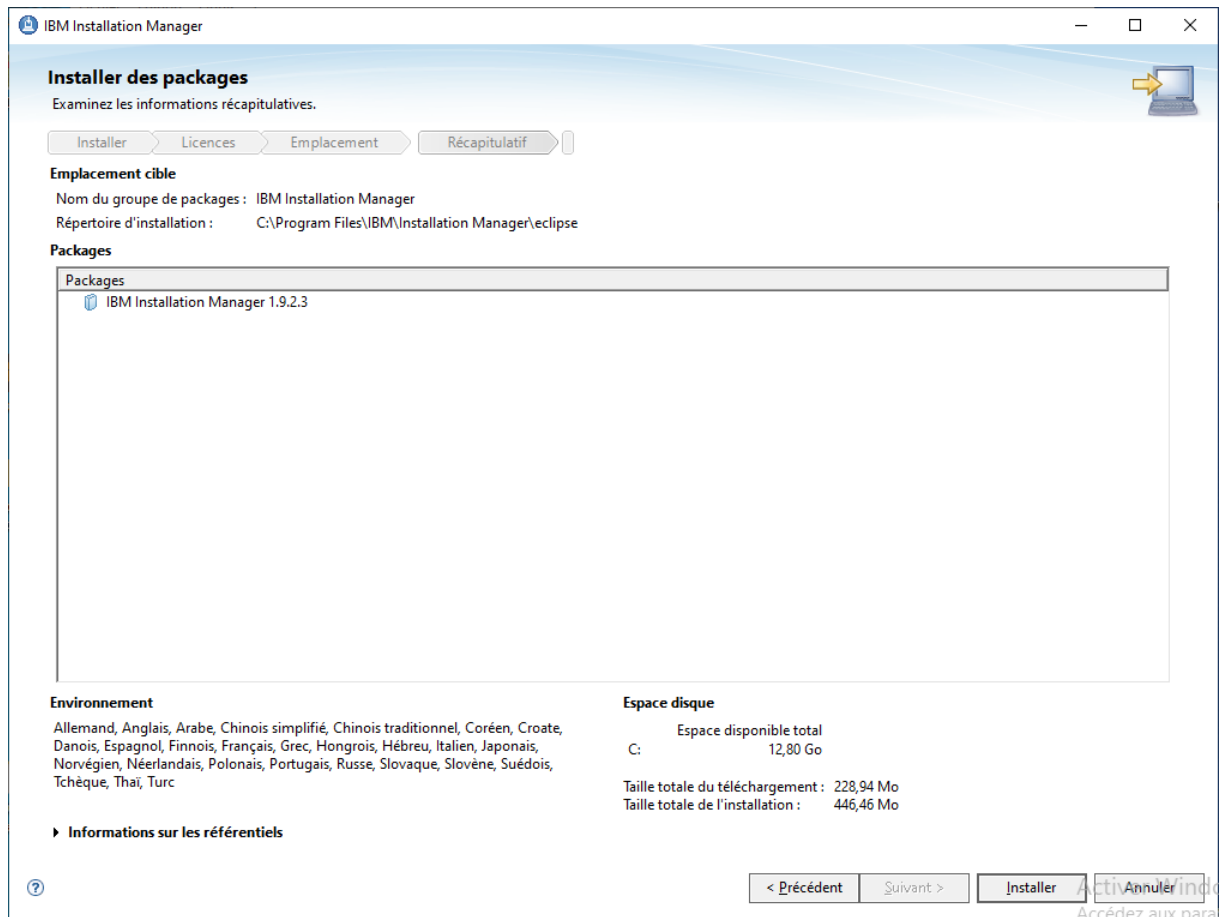 IBM Installation Manager
Installer des packages
Examinez les informations récapitulatives.
Installer Licences Emplacement Récapitulatif
Emplacement cible
Nom du groupe de packages : IBM Installation Manager
Répertoire d'installation : C:\Program Files\IBM\Installation Manager\eclipse
Packages
Packages
IBM Installation Manager 1.9.2.3
Environnement
Allemand, Anglais, Arabe, Chinois simplifié, Chinois traditionnel, Coréen, Croate,
Danois, Espagnol, Finnois, Français, Grec, Hongrois, Hébreu, Italien, Japonais,
Norvégien, Néerlandais, Polonais, Portugais, Russe, Slovaque, Slovène, Suédois,
Tchèque, Thaï, Turc
Espace disque
Espace disponible total
C: 12,80 Go
Taille totale du téléchargement : 228,94 Mo
Taille totale de l'installation : 446,46 Mo
Informations sur les référentiels
< Précédent Suivant > Installer Annuler
Activer Windo
Accédez aux para